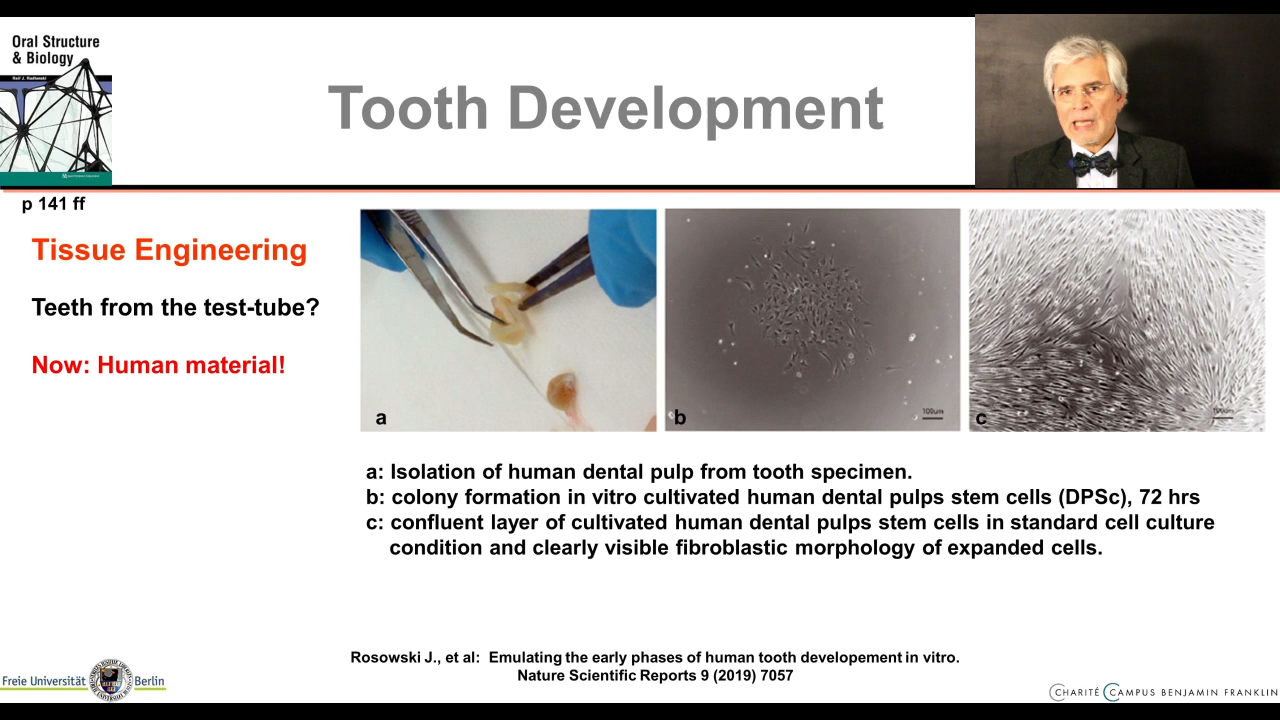 Oral Structure
& Biology
Ralf J. Radlanski
Tooth Development
p 141 ff
Tissue Engineering
Teeth from the test-tube?
Now: Human material!
a
b
100um
c
100um
a: Isolation of human dental pulp from tooth specimen.
b: colony formation in vitro cultivated human dental pulps stem cells (DPSc), 72 hrs
c: confluent layer of cultivated human dental pulps stem cells in standard cell culture
condition and clearly visible fibroblastic morphology of expanded cells.
Rosowski J., et al: Emulating the early phases of human tooth developement in vitro.
Nature Scientific Reports 9 (2019) 7057
Freie Universität Berlin
CHARITÉ CAMPUS BENJAMIN FRANKLIN